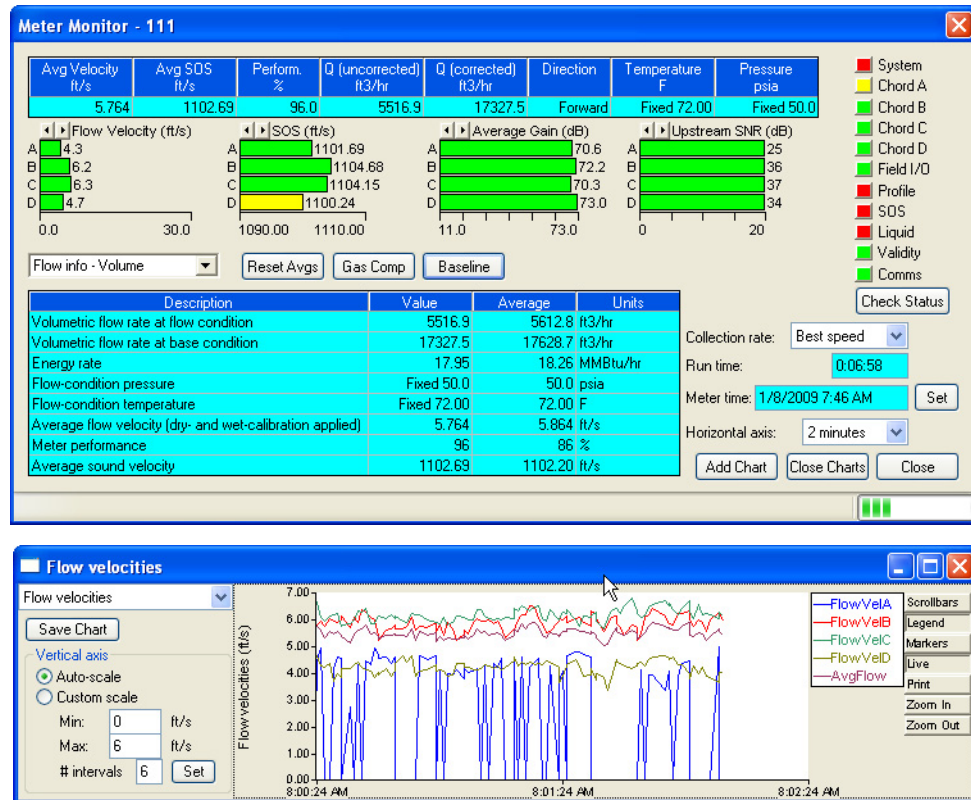 Meter Monitor - 111
Avg Velocity ft/s Avg SOS ft/s Perform. % Q (uncorrected) ft3/hr Q (corrected) ft3/hr Direction Temperature F Pressure psia
5.764 1102.69 96.0 5516.9 17327.5 Forward Fixed 72.00 Fixed 50.0
System
Chord A
Chord B
Chord C
Chord D
Field I/O
Profile
SOS
Liquid
Validity
Comms
Check Status
Flow Velocity (ft/s)
A 4.3
B 6.2
C 6.3
D 4.7
0.0 30.0
SOS (ft/s)
A 1101.69
B 1104.68
C 1104.15
D 1100.24
1090.00 1110.00
Average Gain (dB)
A 70.6
B 72.2
C 70.3
D 73.0
11.0 73.0
Upstream SNR (dB)
A 25
B 36
C 37
D 34
0 20
Flow info - Volume Reset Avgs Gas Comp Baseline
Description Value Average Units
Volumetric flow rate at flow condition 5516.9 5612.8 ft3/hr
Volumetric flow rate at base condition 17327.5 17628.7 ft3/hr
Energy rate 17.95 18.26 MMBtu/hr
Flow-condition pressure Fixed 50.0 50.0 psia
Flow-condition temperature Fixed 72.00 72.00 F
Average flow velocity (dry- and wet-calibration applied) 5.764 5.864 ft/s
Meter performance 96 86 %
Average sound velocity 1102.69 1102.20 ft/s
Collection rate: Best speed
Run time: 0:06:58
Meter time: 1/8/2009 7:46 AM Set
Horizontal axis: 2 minutes
Add Chart Close Charts Close
Flow velocities
Flow velocities
Save Chart
Vertical axis
Auto-scale
Custom scale
Min: 0 ft/s
Max: 6 ft/s
# intervals 6 Set
Flow velocities (ft/s)
7.00
6.00
5.00
4.00
3.00
2.00
1.00
0.00
8:00:24 AM 8:01:24 AM 8:02:24 AM
FlowVelA
FlowVelB
FlowVelC
FlowVelD
AvgFlow
Scrollbars
Legend
Markers
Live
Print
Zoom In
Zoom Out